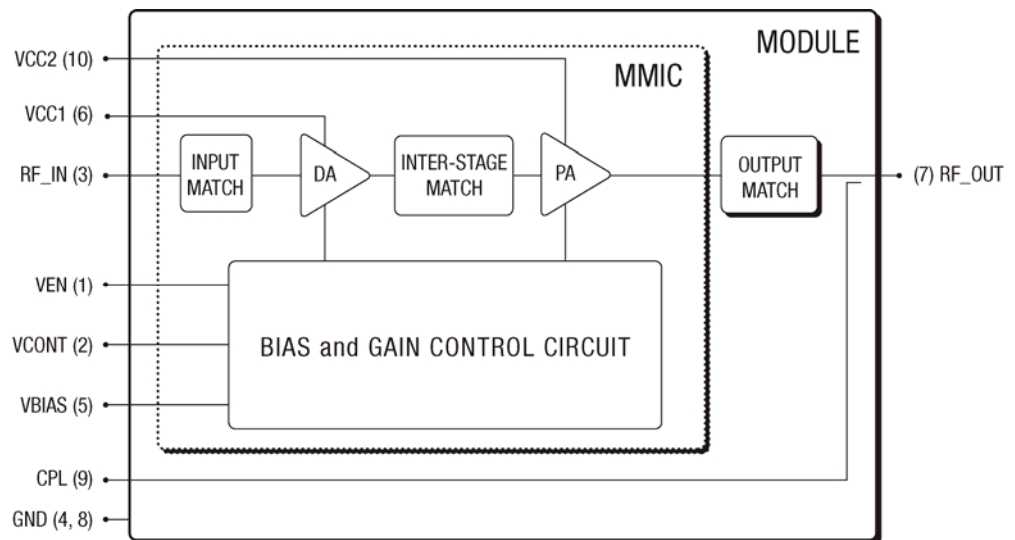 MODULE
VCC2 (10)
MMIC
VCC1 (6)
RF_IN (3)
INPUT
MATCH
DA
INTER-STAGE
MATCH
PA
OUTPUT
MATCH
(7) RF_OUT
VEN (1)
VCONT (2)
BIAS and GAIN CONTROL CIRCUIT
VBIAS (5)
CPL (9)
GND (4, 8)